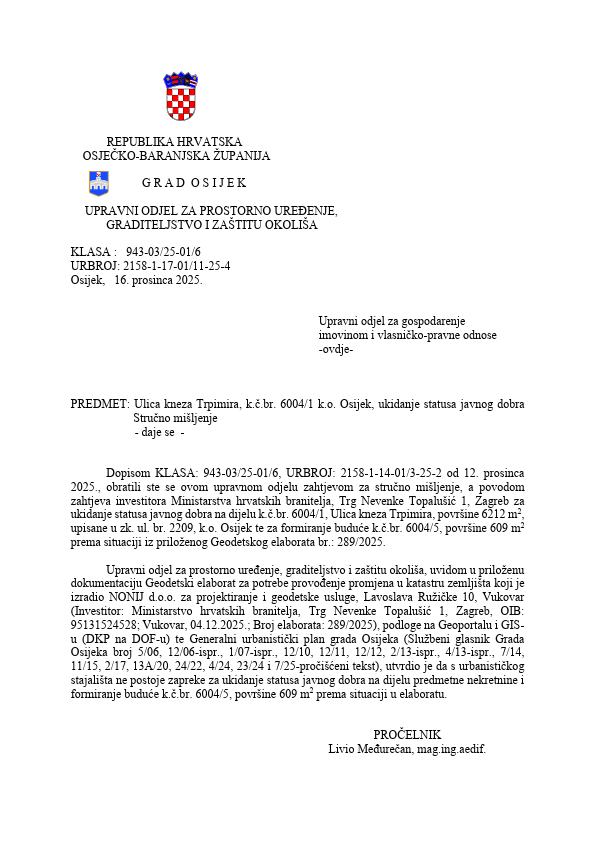 REPUBLIKA HRVATSKA
OSJEČKO-BARANJSKA ŽUPANIJA
G R A D O S I J E K
UPRAVNI ODJEL ZA PROSTORNO UREĐENJE,
GRADITELJSTVO I ZAŠTITU OKOLIŠA
KLASA : 943-03/25-01/6
URBROJ: 2158-1-17-01/11-25-4
Osijek, 16. prosinca 2025.
Upravni odjel za gospodarenje
imovinom i vlasničko-pravne odnose
-ovdje-
PREDMET: Ulica kneza Trpimira, k.č.br. 6004/1 k.o. Osijek, ukidanje statusa javnog dobra
Stručno mišljenje
- daje se -
Dopisom KLASA: 943-03/25-01/6, URBROJ: 2158-1-14-01/3-25-2 od 12. prosinca
2025., obratili ste se ovom upravnom odjelu zahtjevom za stručno mišljenje, a povodom
zahtjeva investitora Ministarstva hrvatskih branitelja, Trg Nevenke Topalušić 1, Zagreb za
ukidanje statusa javnog dobra na dijelu k.č.br. 6004/1, Ulica kneza Trpimira, površine 6212 m²,
upisane u zk. ul. br. 2209, k.o. Osijek te za formiranje buduće k.č.br. 6004/5, površine 609 m²
prema situaciji iz priloženog Geodetskog elaborata br.: 289/2025.
Upravni odjel za prostorno uređenje, graditeljstvo i zaštitu okoliša, uvidom u priloženu
dokumentaciju Geodetski elaborat za potrebe provođenje promjena u katastru zemljišta koji je
izradio NONIJ d.o.o. za projektiranje i geodetske usluge, Lavoslava Ružičke 10, Vukovar
(Investitor: Ministarstvo hrvatskih branitelja, Trg Nevenke Topalušić 1, Zagreb, OIB:
95131524528; Vukovar, 04.12.2025.; Broj elaborata: 289/2025), podloge na Geoportalu i GIS-
u (DKP na DOF-u) te Generalni urbanistički plan grada Osijeka (Službeni glasnik Grada
Osijeka broj 5/06, 12/06-ispr., 1/07-ispr., 12/10, 12/11, 12/12, 2/13-ispr., 4/13-ispr., 7/14,
11/15, 2/17, 13A/20, 24/22, 4/24, 23/24 i 7/25-pročišćeni tekst), utvrdio je da s urbanističkog
stajališta ne postoje zapreke za ukidanje statusa javnog dobra na dijelu predmetne nekretnine i
formiranje buduće k.č.br. 6004/5, površine 609 m² prema situaciji u elaboratu.
PROČELNIK
Livio Međurečan, mag.ing.aedif.